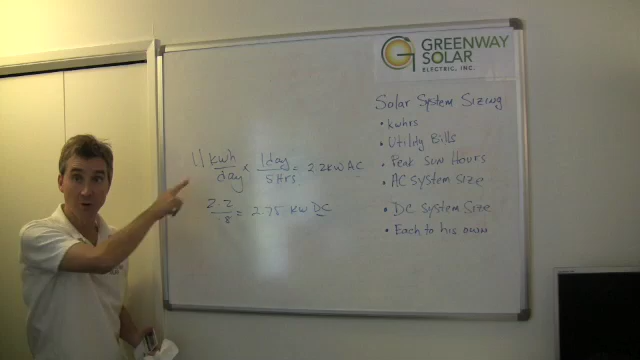 GREENWAY
SOLAR
ELECTRIC, INC.
Solar System Sizing
• kwhrs
• Utility Bills
• Peak Sun Hours
• AC System Size
• DC System Size
• Each to his own
11 kwh/day × 1 day/5 Hrs = 2.2 kW AC
2.2/.8 = 2.75 kW DC